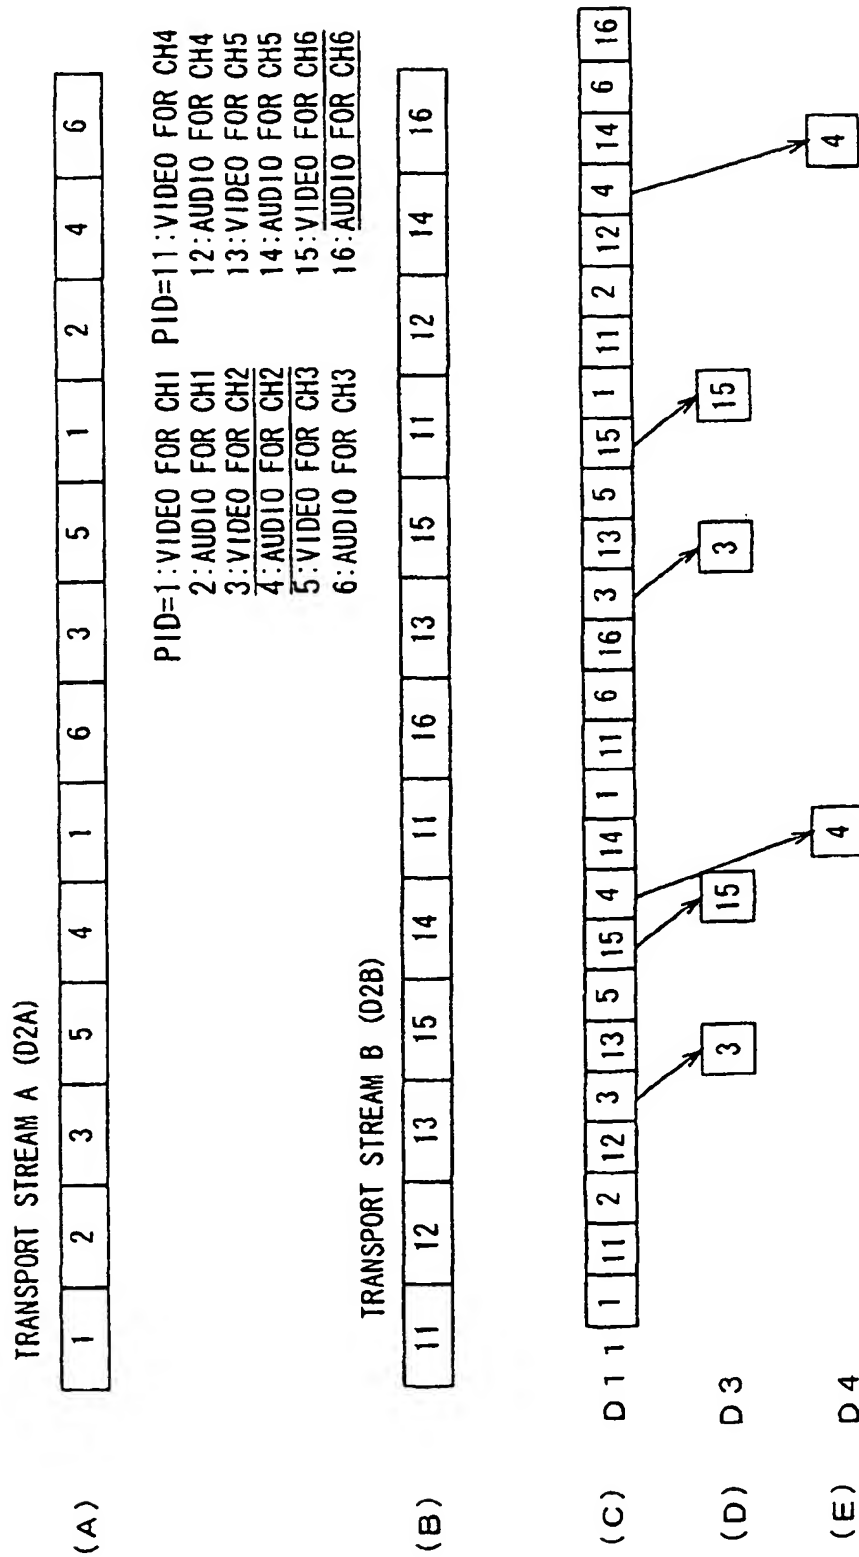 TRANSPORT STREAM A (D2A)
(A) 1 2 3 5 4 1 6 3 5 1 2 4 6
PID=1:VIDEO FOR CH1 PID=11:VIDEO FOR CH4
2:AUDIO FOR CH1 12:AUDIO FOR CH4
3:VIDEO FOR CH2 13:VIDEO FOR CH5
4:AUDIO FOR CH2 14:AUDIO FOR CH5
5:VIDEO FOR CH3 15:VIDEO FOR CH6
6:AUDIO FOR CH3 16:AUDIO FOR CH6
TRANSPORT STREAM B (D2B)
(B) 11 12 13 15 14 11 16 13 15 11 12 14 16
(C) D11 1 11 2 12 3 13 5 15 4 14 1 11 6 16 3 13 5 15 1 11 2 12 4 14 6 16
(D) D3 3 15 3 15
(E) D4 4 4